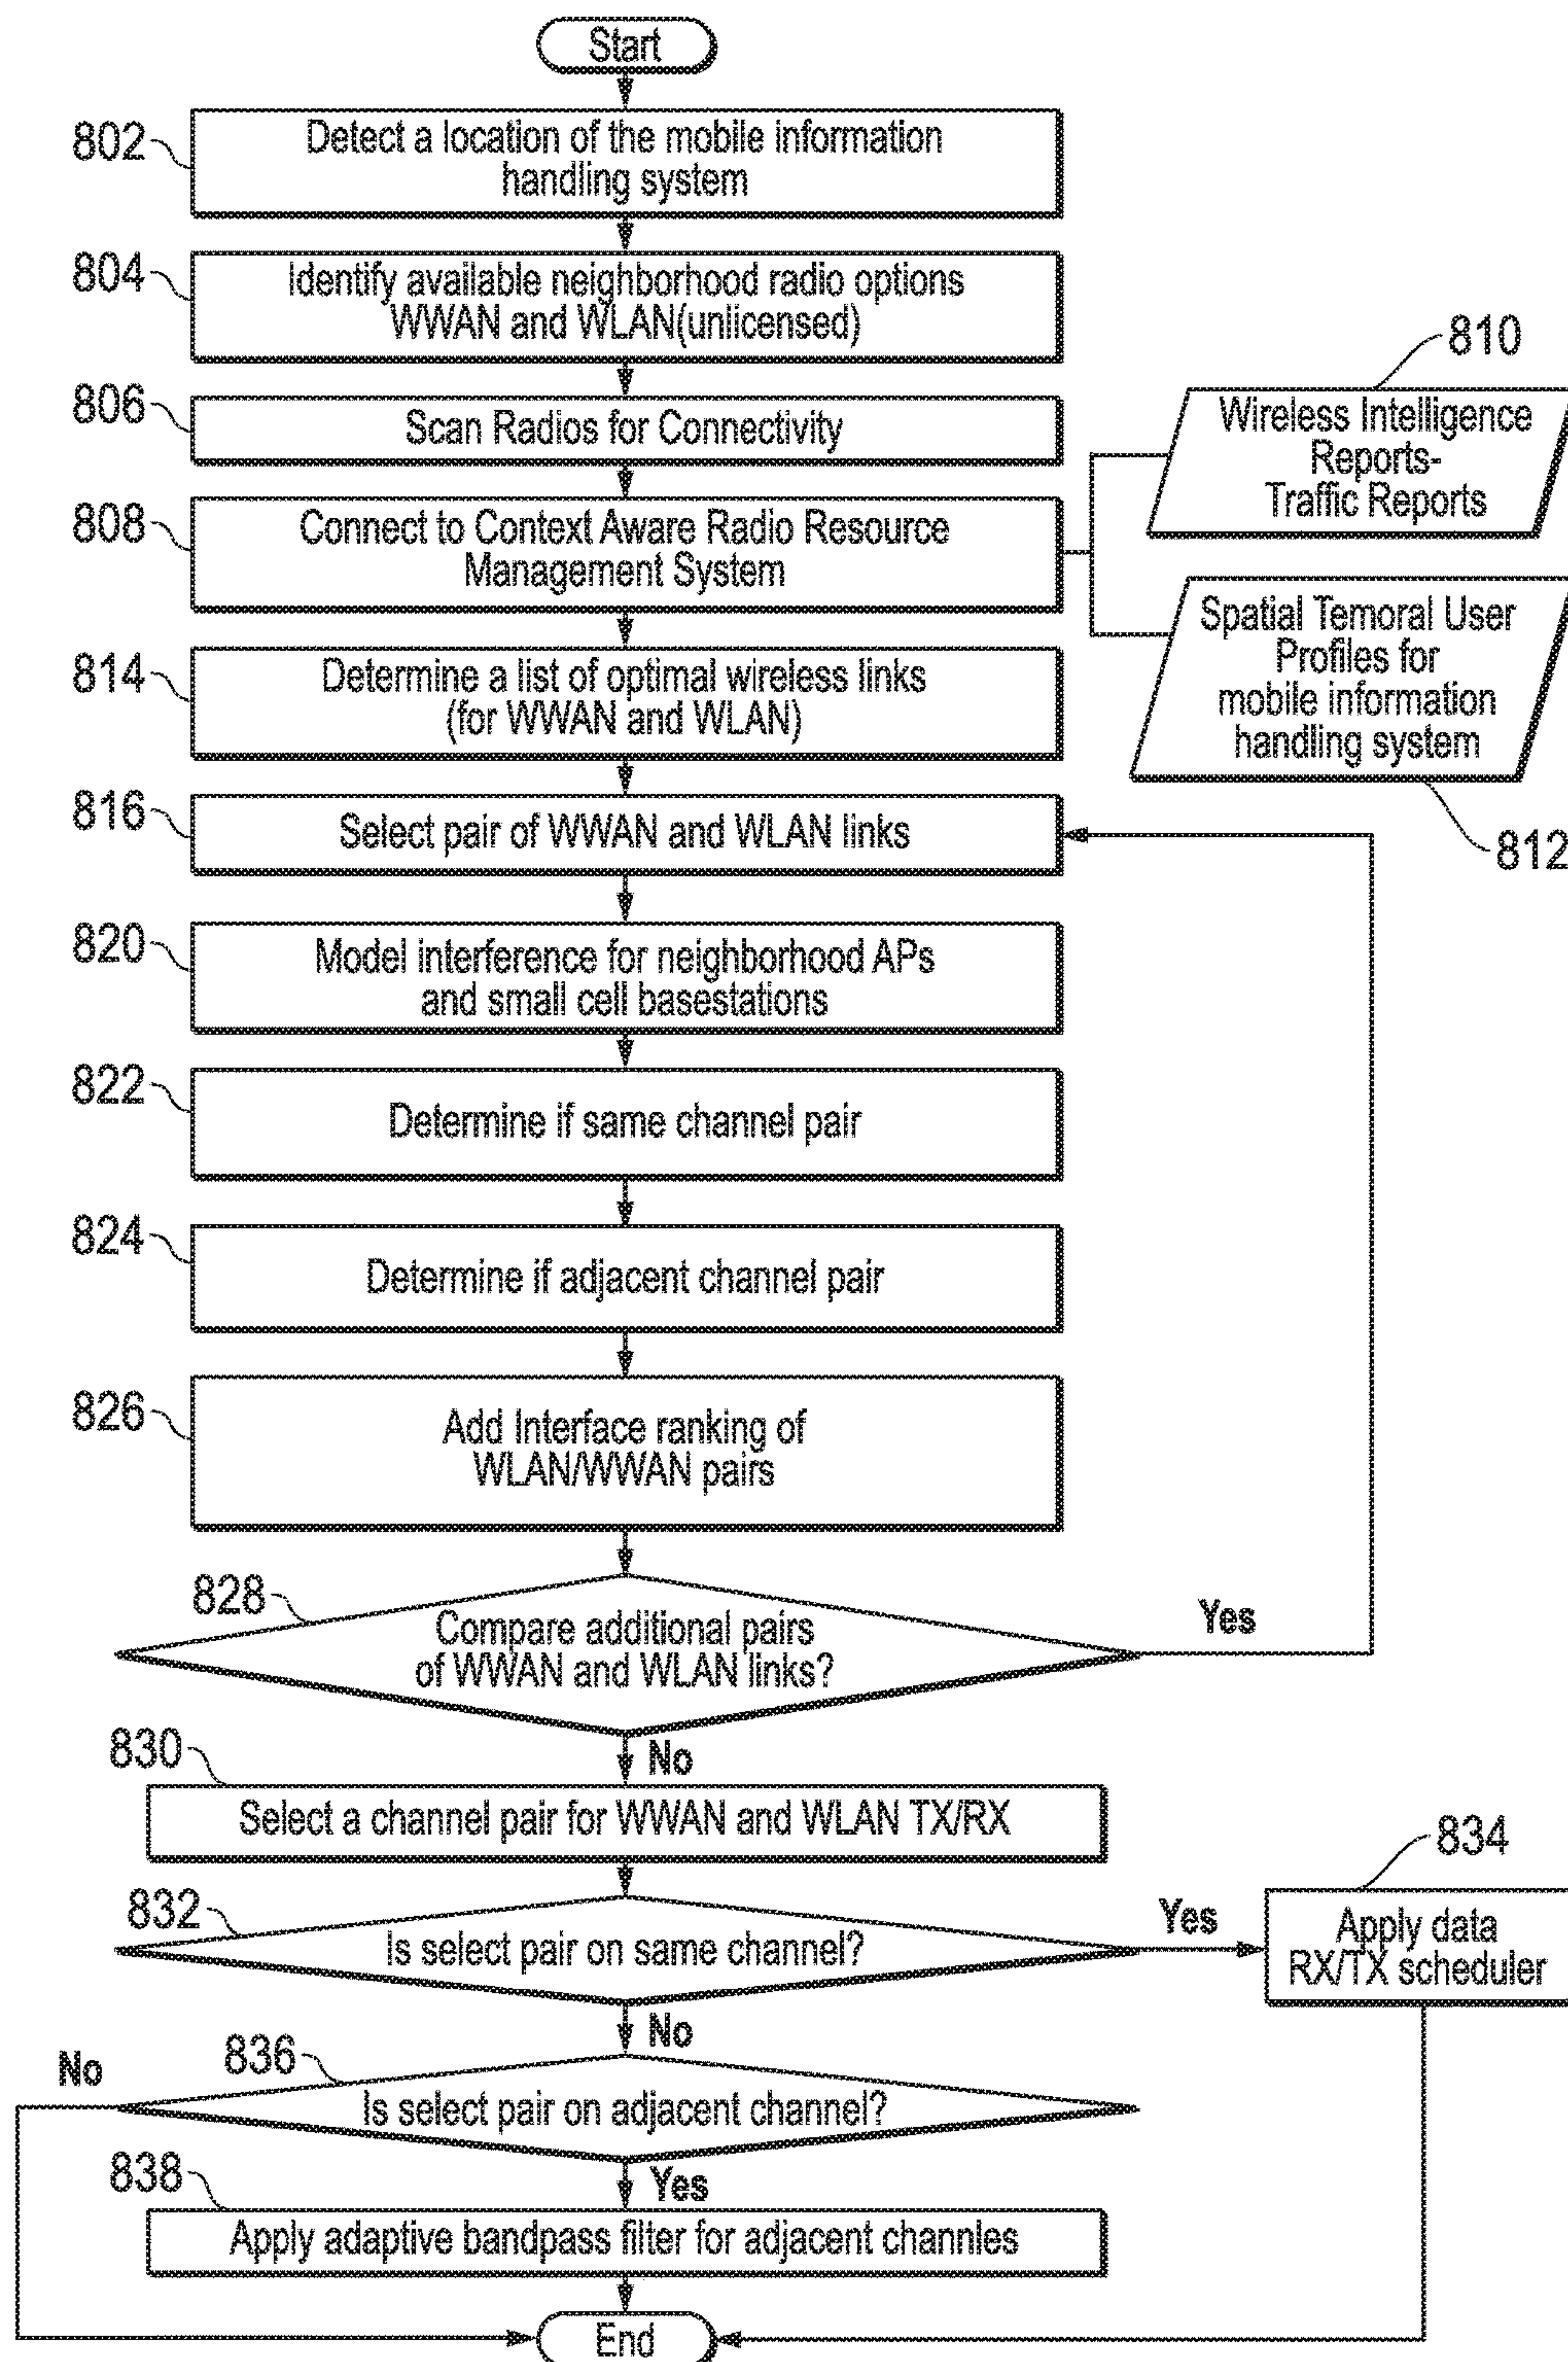 Start
802
Detect a location of the mobile information
handling system
804
Identify available neighborhood radio options
WWAN and WLAN(unlicensed)
806
Scan Radios for Connectivity
808
Connect to Context Aware Radio Resource
Management System
810
Wireless Intelligence
Reports-
Traffic Reports
Spatial Temoral User
Profiles for
mobile information
handling system
812
814
Determine a list of optimal wireless links
(for WWAN and WLAN)
816
Select pair of WWAN and WLAN links
820
Model interference for neighborhood APs
and small cell basestations
822
Determine if same channel pair
824
Determine if adjacent channel pair
826
Add Interface ranking of
WLAN/WWAN pairs
828
Compare additional pairs
of WWAN and WLAN links?
Yes
No
830
Select a channel pair for WWAN and WLAN TX/RX
832
Is select pair on same channel?
Yes
834
Apply data
RX/TX scheduler
No
836
Is select pair on adjacent channel?
No
Yes
838
Apply adaptive bandpass filter for adjacent channles
End